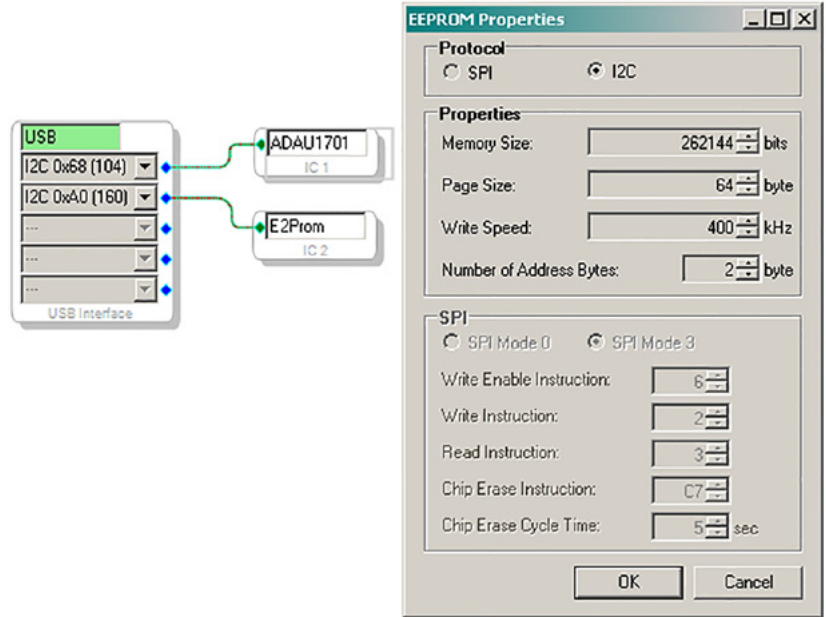 USB
I2C 0x68 (104)
I2C 0xA0 (160)
---
---
---
USB Interface
ADAU1701
IC 1
E2Prom
IC 2
EEPROM Properties
Protocol
SPI
I2C
Properties
Memory Size: 262144 bits
Page Size: 64 byte
Write Speed: 400 kHz
Number of Address Bytes: 2 byte
SPI
SPI Mode 0 SPI Mode 3
Write Enable Instruction: 6
Write Instruction: 2
Read Instruction: 3
Chip Erase Instruction: C7
Chip Erase Cycle Time: 5 sec
OK Cancel